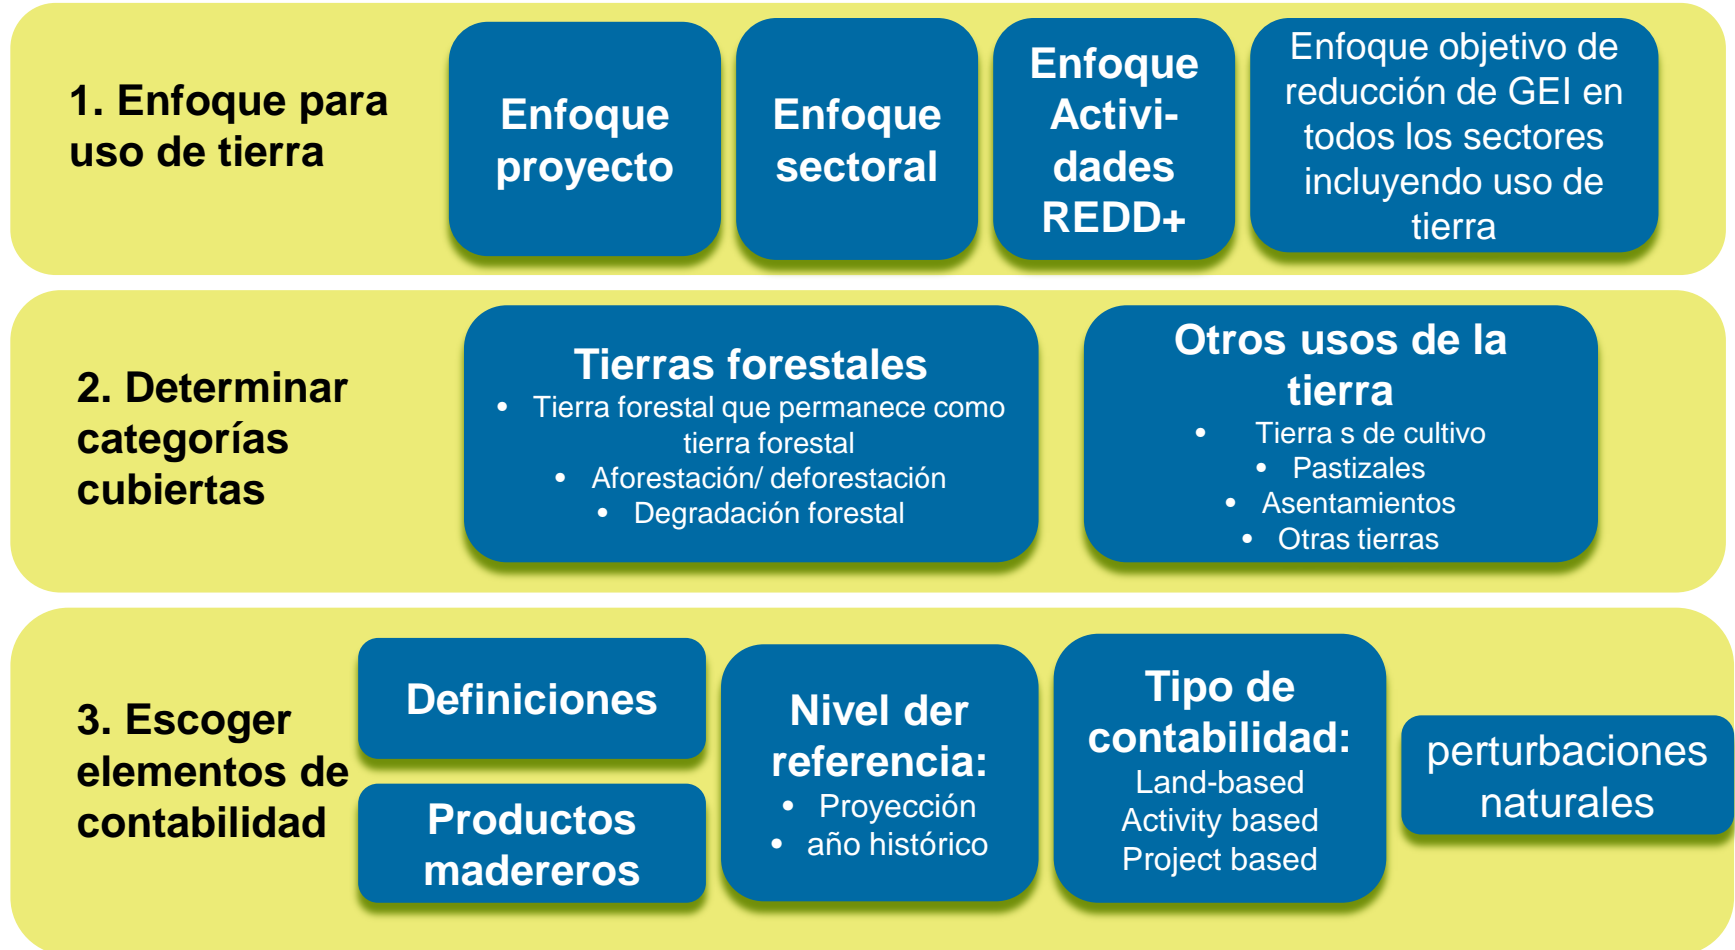 1. Enfoque para
uso de tierra
Enfoque
proyecto
Enfoque
sectoral
Enfoque
Activi-
dades
REDD+
Enfoque objetivo de
reducción de GEI en
todos los sectores
incluyendo uso de
tierra
2. Determinar
categorías
cubiertas
Tierras forestales
• Tierra forestal que permanece como
tierra forestal
• Aforestación/ deforestación
• Degradación forestal
Otros usos de la
tierra
• Tierra s de cultivo
• Pastizales
• Asentamientos
• Otras tierras
3. Escoger
elementos de
contabilidad
Definiciones
Productos
madereros
Nivel der
referencia:
• Proyección
• año histórico
Tipo de
contabilidad:
Land-based
Activity based
Project based
perturbaciones
naturales